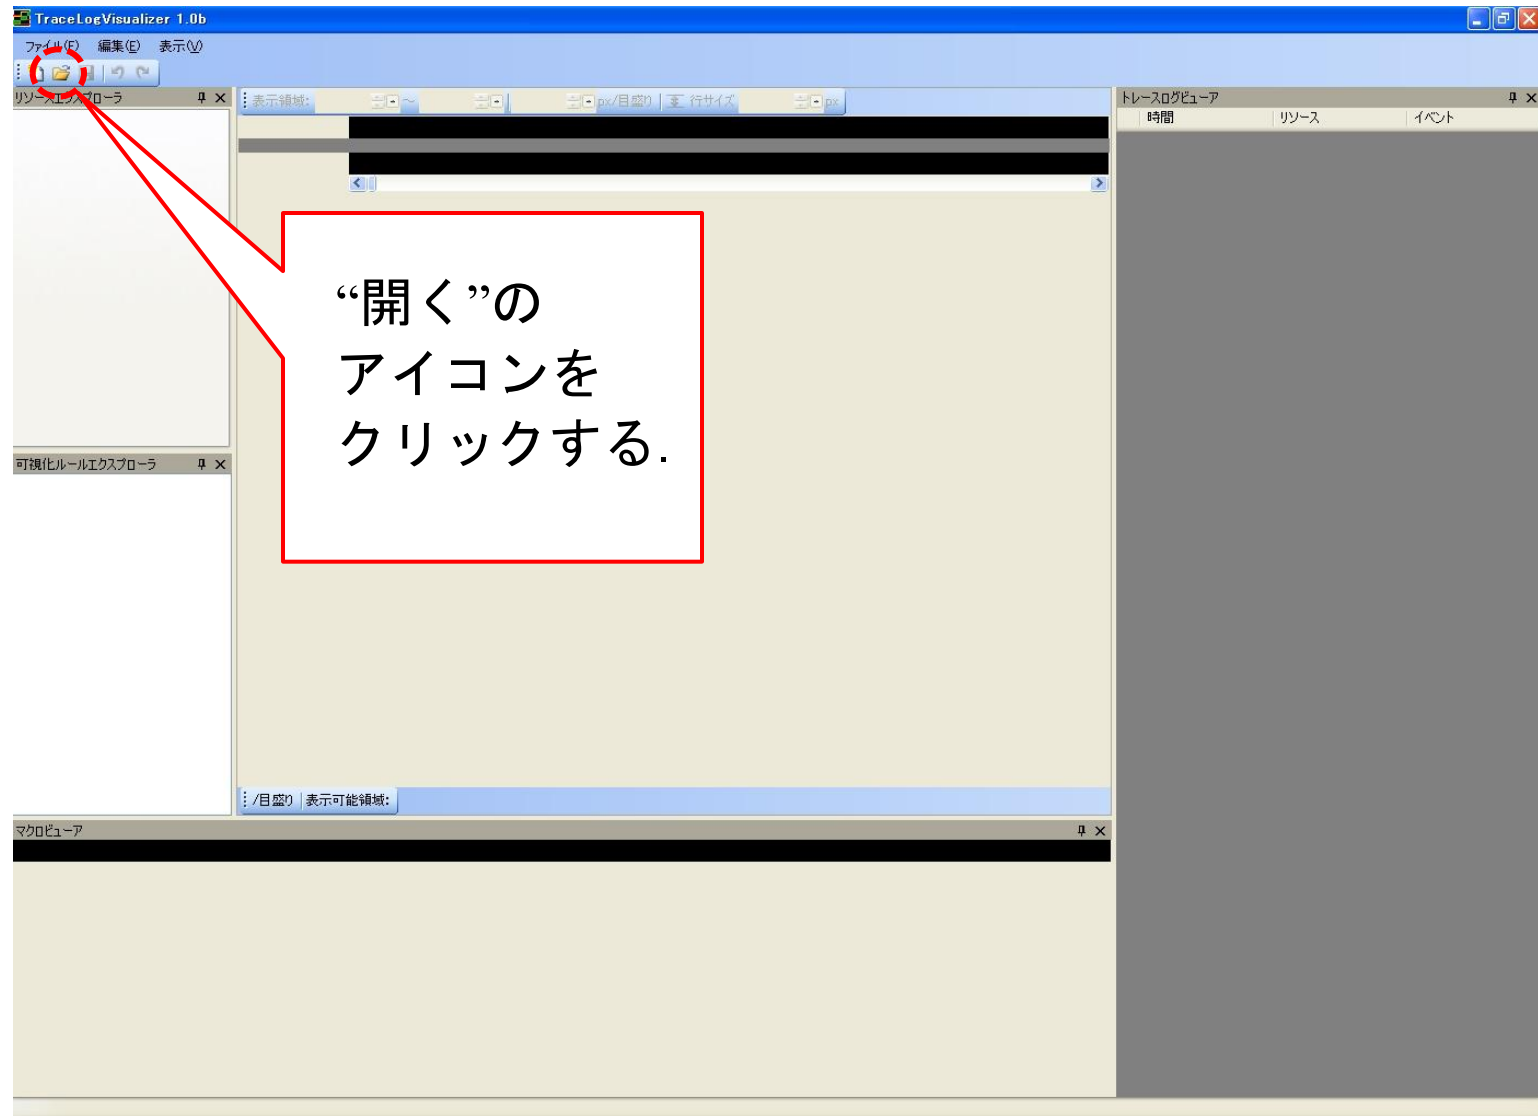 TraceLogVisualizer 1.0b
ファイル(F) 編集(E) 表示(V)
リソースエクスプローラ
表示領域: ～ px/目盛り 行サイズ px
トレースログビューア
時間 リソース イベント
“開く”の
アイコンを
クリックする.
可視化ルールエクスプローラ
/目盛り 表示可能領域:
マクロビューア